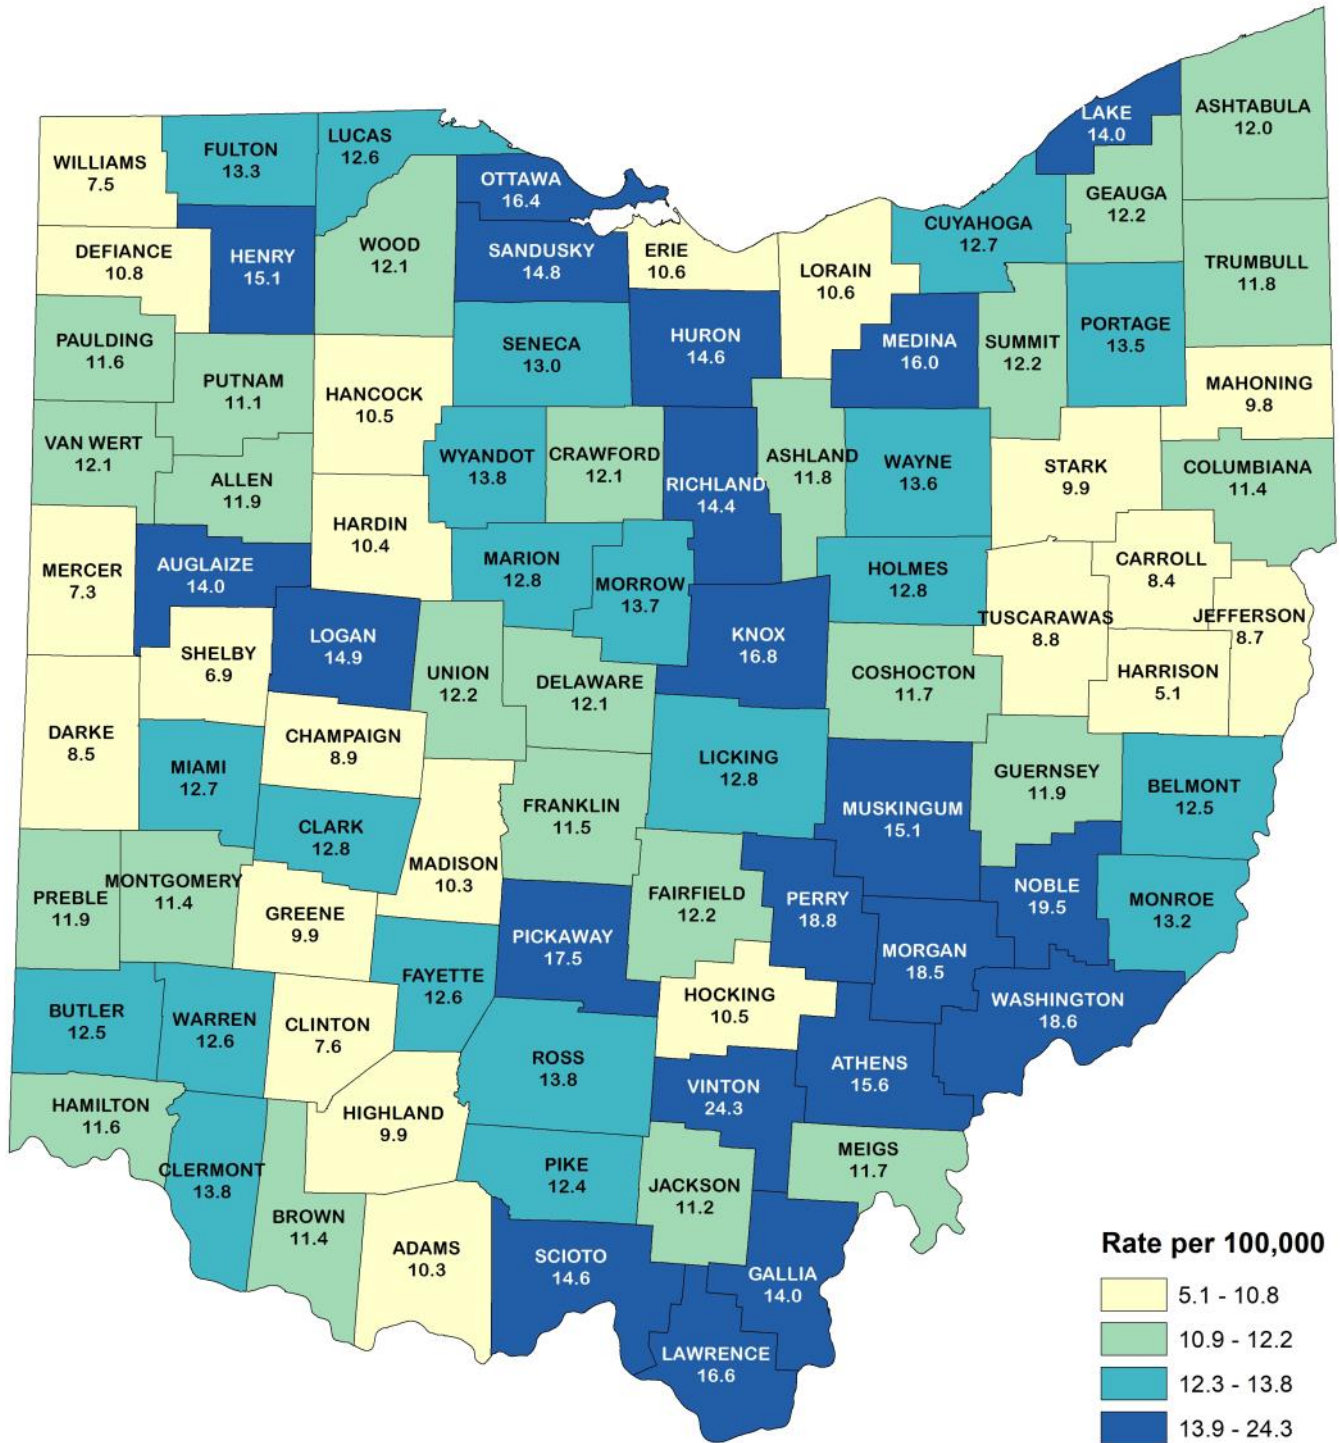 LAKE
14.0
ASHTABULA
12.0
WILLIAMS
7.5
FULTON
13.3
LUCAS
12.6
OTTAWA
16.4
GEAUGA
12.2
CUYAHOGA
12.7
DEFIANCE
10.8
HENRY
15.1
WOOD
12.1
SANDUSKY
14.8
ERIE
10.6
LORAIN
10.6
TRUMBULL
11.8
PAULDING
11.6
PUTNAM
11.1
HANCOCK
10.5
SENECA
13.0
HURON
14.6
MEDINA
16.0
SUMMIT
12.2
PORTAGE
13.5
MAHONING
9.8
VAN WERT
12.1
ALLEN
11.9
WYANDOT
13.8
CRAWFORD
12.1
RICHLAND
14.4
ASHLAND
11.8
WAYNE
13.6
STARK
9.9
COLUMBIANA
11.4
MERCER
7.3
AUGLAIZE
14.0
HARDIN
10.4
MARION
12.8
MORROW
13.7
HOLMES
12.8
CARROLL
8.4
TUSCARAWAS
8.8
JEFFERSON
8.7
SHELBY
6.9
LOGAN
14.9
UNION
12.2
DELAWARE
12.1
KNOX
16.8
COSHOCTON
11.7
HARRISON
5.1
DARKE
8.5
MIAMI
12.7
CHAMPAIGN
8.9
LICKING
12.8
MUSKINGUM
15.1
GUERNSEY
11.9
BELMONT
12.5
CLARK
12.8
FRANKLIN
11.5
MADISON
10.3
PREBLE
11.9
MONTGOMERY
11.4
GREENE
9.9
FAIRFIELD
12.2
PERRY
18.8
NOBLE
19.5
MONROE
13.2
PICKAWAY
17.5
MORGAN
18.5
FAYETTE
12.6
HOCKING
10.5
WASHINGTON
18.6
BUTLER
12.5
WARREN
12.6
CLINTON
7.6
ROSS
13.8
VINTON
24.3
ATHENS
15.6
HAMILTON
11.6
HIGHLAND
9.9
MEIGS
11.7
CLERMONT
13.8
PIKE
12.4
JACKSON
11.2
BROWN
11.4
ADAMS
10.3
SCIOTO
14.6
GALLIA
14.0
LAWRENCE
16.6
Rate per 100,000
5.1 - 10.8
10.9 - 12.2
12.3 - 13.8
13.9 - 24.3